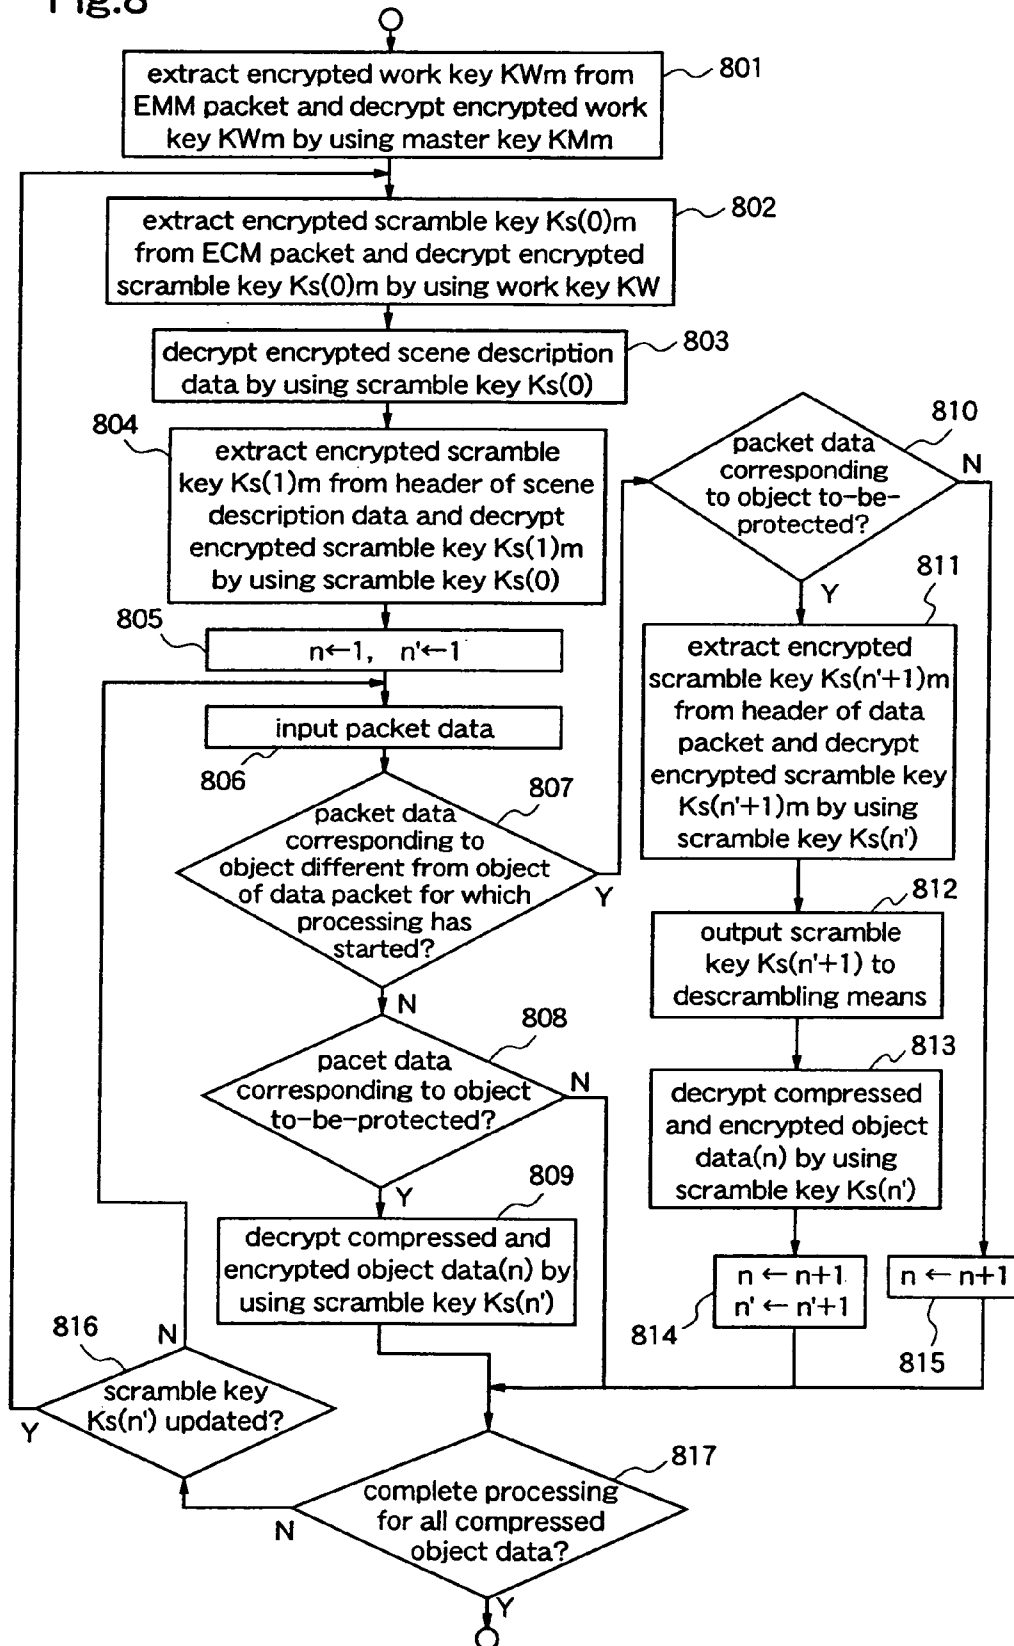 Fig.8
extract encrypted work key KWm from
EMM packet and decrypt encrypted work
key KWm by using master key KMm
801
extract encrypted scramble key Ks(0)m
from ECM packet and decrypt encrypted
scramble key Ks(0)m by using work key KW
802
decrypt encrypted scene description
data by using scramble key Ks(0)
803
804
extract encrypted scramble
key Ks(1)m from header of scene
description data and decrypt
encrypted scramble key Ks(1)m
by using scramble key Ks(0)
805
n←1, n'←1
input packet data
806
807
packet data
corresponding to
object different from object
of data packet for which
processing has
started?
Y
N
808
pacet data
corresponding to object
to-be-protected?
N
Y
809
decrypt compressed and
encrypted object data(n) by
using scramble key Ks(n')
810
packet data
corresponding
to object to-be-
protected?
N
Y
811
extract encrypted
scramble key Ks(n'+1)m
from header of data
packet and decrypt
encrypted scramble key
Ks(n'+1)m by using
scramble key Ks(n')
812
output scramble
key Ks(n'+1) to
descrambling means
813
decrypt compressed
and encrypted object
data(n) by using
scramble key Ks(n')
n ← n+1
n' ← n'+1
814
n ← n+1
815
816
N
scramble key
Ks(n') updated?
Y
817
complete processing
for all compressed
object data?
N
Y